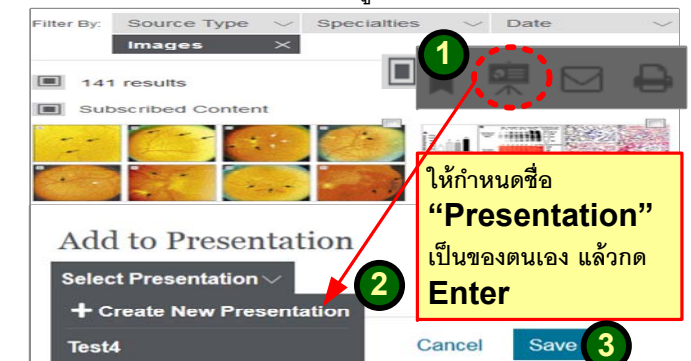 Filter By: Source Type Specialties Date
Images ×
1
141 results
Subscribed Content
ให้กำหนดชื่อ
“Presentation”
เป็นของตนเอง แล้วกด
Enter
Add to Presentation
Select Presentation
2
+ Create New Presentation
Test4
Cancel Save 3